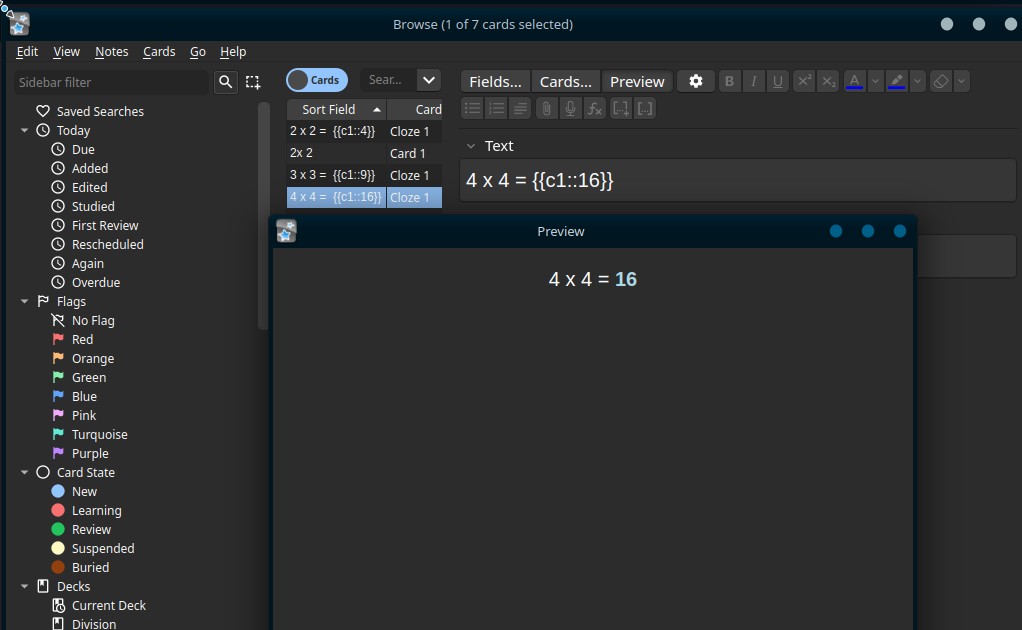 Browse (1 of 7 cards selected)
Edit View Notes Cards Go Help
Sidebar filter
Cards
Sear...
Fields... Cards... Preview
B I U X² X₂ A
fx [...]+ [...]
Saved Searches
Today
Due
Added
Edited
Studied
First Review
Rescheduled
Again
Overdue
Flags
No Flag
Red
Orange
Green
Blue
Pink
Turquoise
Purple
Card State
New
Learning
Review
Suspended
Buried
Decks
Current Deck
Division
Sort Field Card
2 x 2 = {{c1::4}} Cloze 1
2x 2 Card 1
3 x 3 = {{c1::9}} Cloze 1
4 x 4 = {{c1::16}} Cloze 1
Text
4 x 4 = {{c1::16}}
Preview
4 x 4 = 16